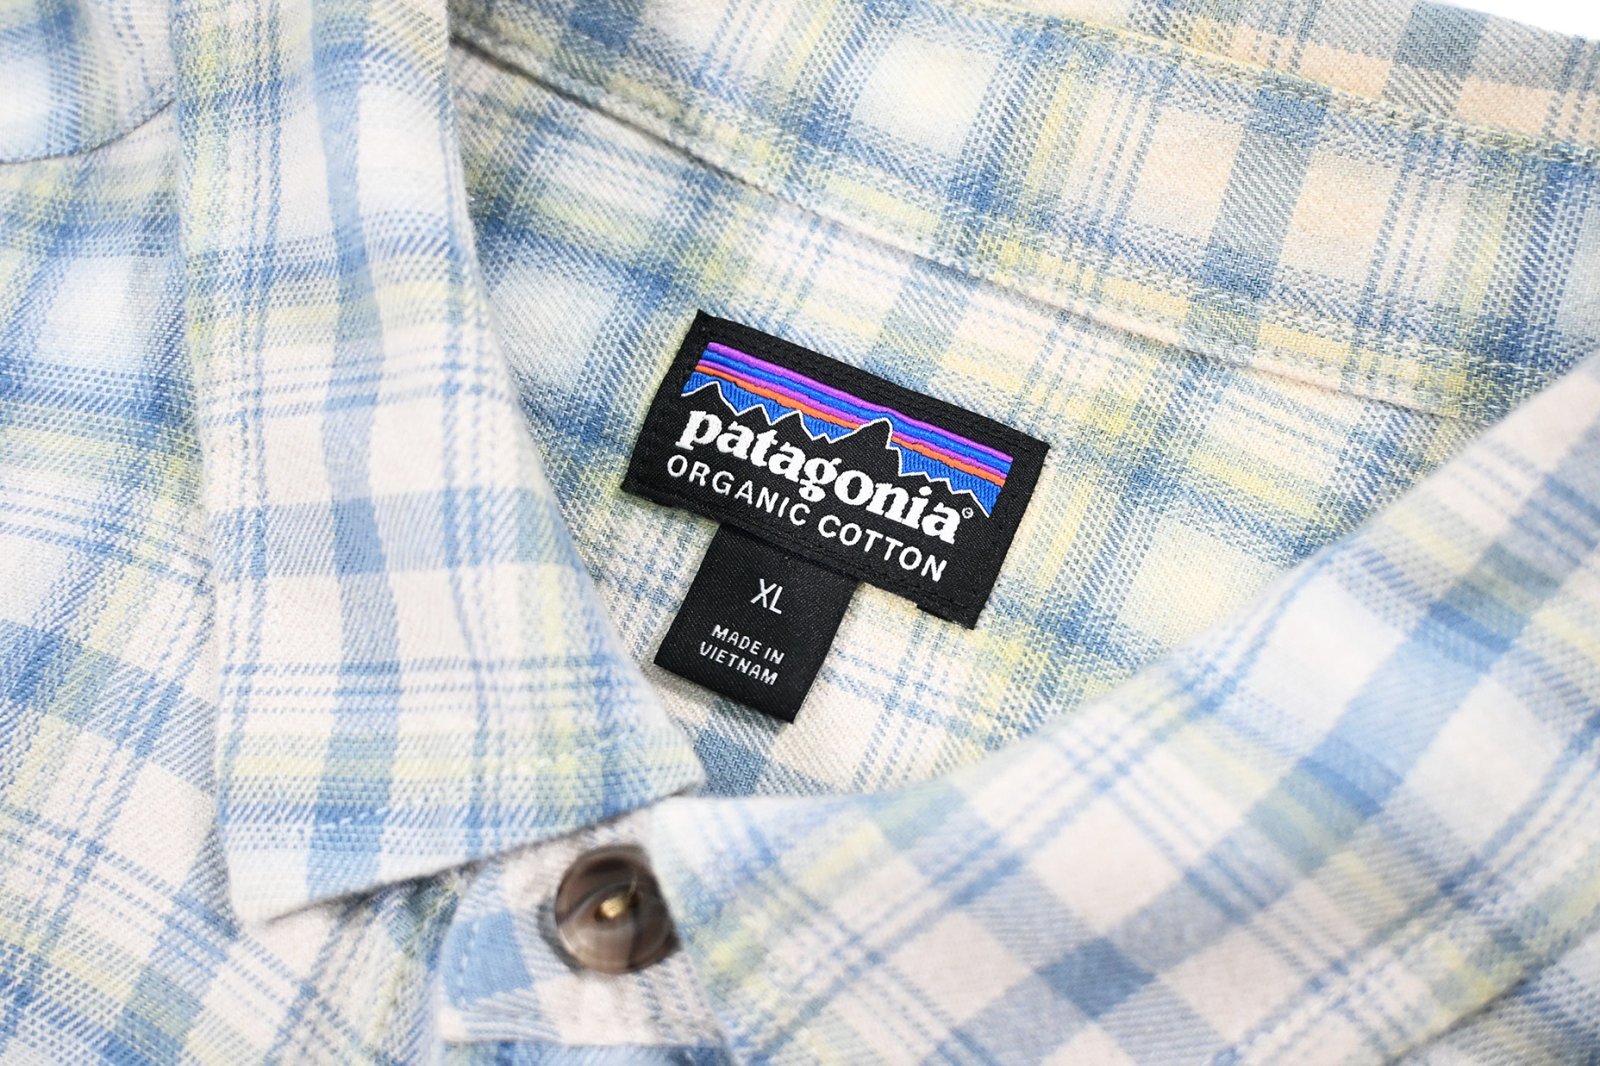 patagonia®
ORGANIC COTTON
XL
MADE IN
VIETNAM